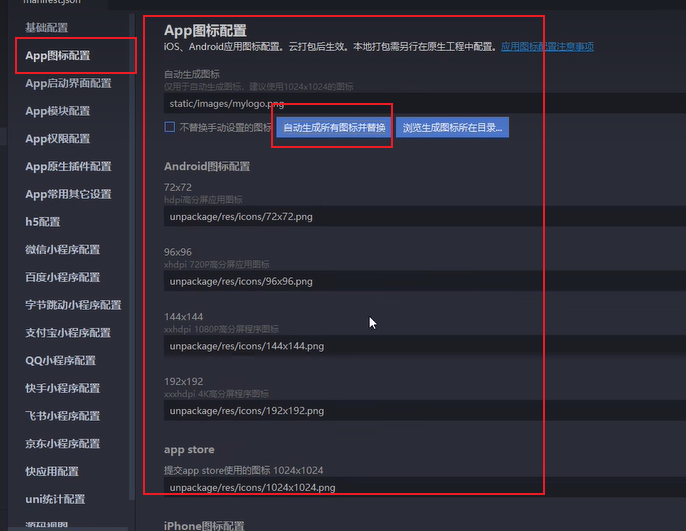 manifest.json
基础配置
App图标配置
App启动界面配置
App模块配置
App权限配置
App原生插件配置
App常用其它设置
h5配置
微信小程序配置
百度小程序配置
字节跳动小程序配置
支付宝小程序配置
QQ小程序配置
快手小程序配置
飞书小程序配置
京东小程序配置
快应用配置
uni统计配置
源码视图
App图标配置
iOS、Android应用图标配置。云打包后生效。本地打包需另行在原生工程中配置。应用图标配置注意事项
自动生成图标
仅用于自动生成图标，建议使用1024x1024的图标
static/images/mylogo.png
不替换手动设置的图标 自动生成所有图标并替换 浏览生成图标所在目录...
Android图标配置
72x72
hdpi高分屏应用图标
unpackage/res/icons/72x72.png
96x96
xhdpi 720P高分屏应用图标
unpackage/res/icons/96x96.png
144x144
xxhdpi 1080P高分屏程序图标
unpackage/res/icons/144x144.png
192x192
xxxhdpi 4K高分屏程序图标
unpackage/res/icons/192x192.png
app store
提交app store使用的图标 1024x1024
unpackage/res/icons/1024x1024.png
iPhone图标配置